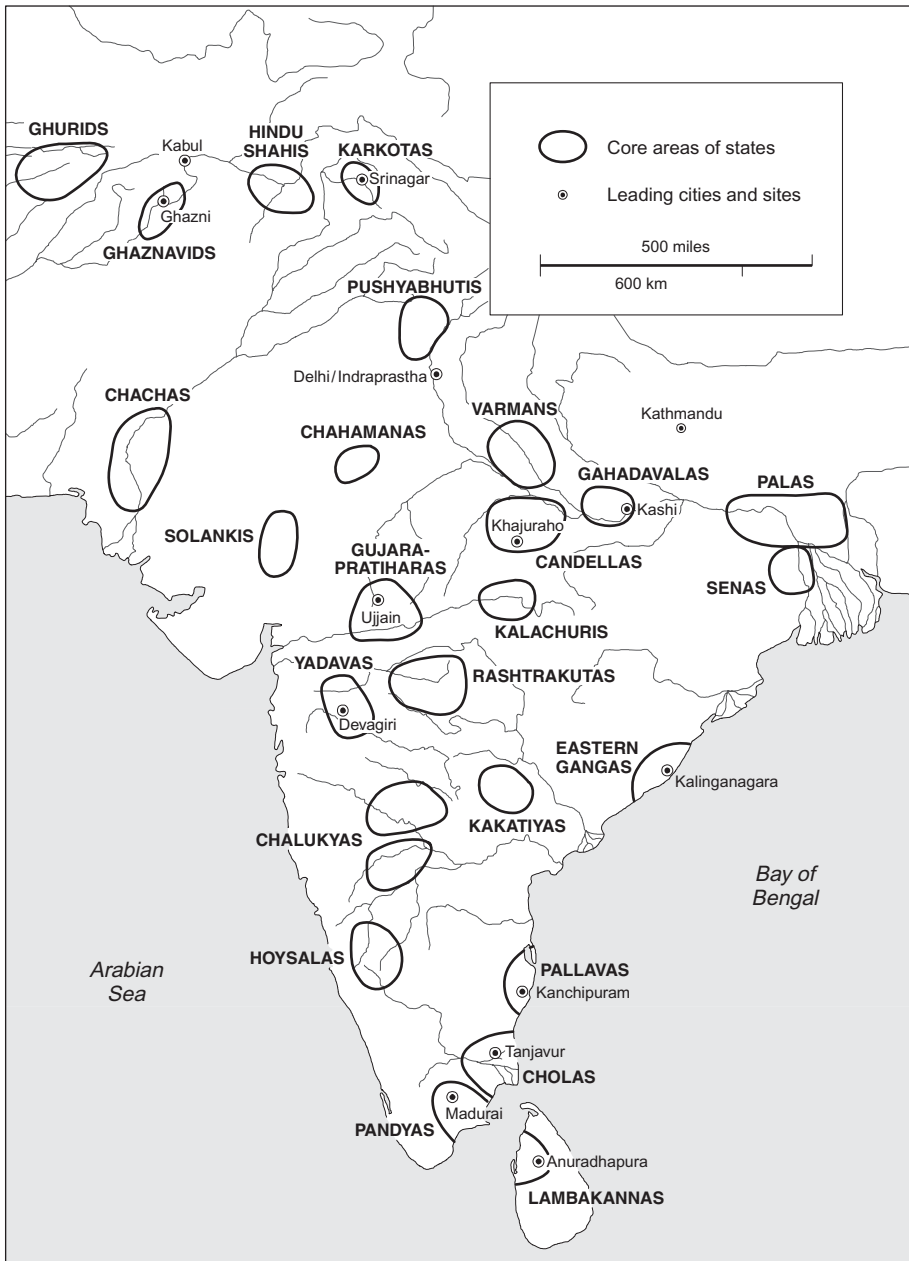 GHURIDS
Kabul
HINDU
SHAHIS
KARKOTAS
Srinagar
Ghazni
GHAZNAVIDS
Core areas of states
Leading cities and sites
500 miles
600 km
PUSHYABHUTIS
Delhi/Indraprastha
CHACHAS
CHAHAMANAS
VARMANS
Kathmandu
GAHADAVALAS
Kashi
PALAS
SOLANKIS
Khajuraho
CANDELLAS
GUJARA-
PRATIHARAS
Ujjain
SENAS
KALACHURIS
YADAVAS
Devagiri
RASHTRAKUTAS
EASTERN
GANGAS
Kalinganagara
KAKATIYAS
CHALUKYAS
Bay of
Bengal
HOYSALAS
Arabian
Sea
PALLAVAS
Kanchipuram
Tanjavur
CHOLAS
Madurai
PANDYAS
Anuradhapura
LAMBAKANNAS